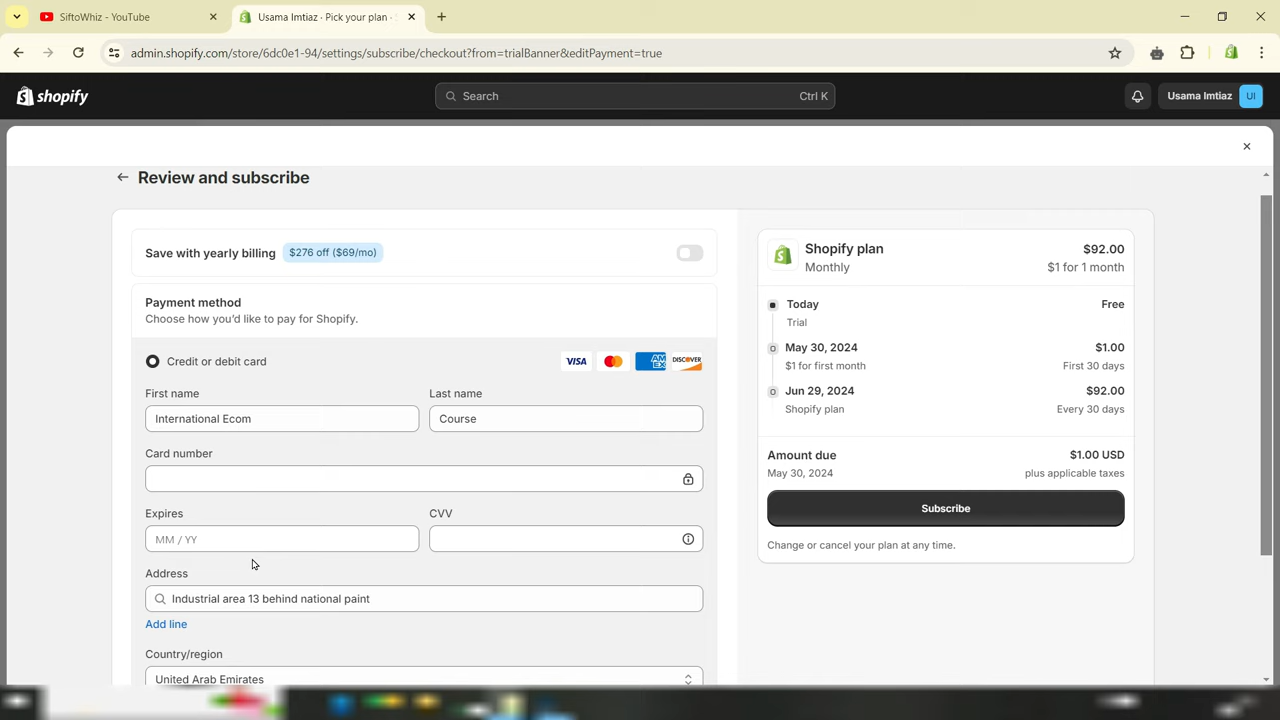 SiftoWhiz - YouTube
Usama Imtiaz · Pick your plan · S
admin.shopify.com/store/6dc0e1-94/settings/subscribe/checkout?from=trialBanner&editPayment=true
shopify
Search
Ctrl K
Usama Imtiaz
UI
Review and subscribe
Save with yearly billing
$276 off ($69/mo)
Payment method
Choose how you'd like to pay for Shopify.
Credit or debit card
VISA
AM EX
DISCOVER
First name
Last name
International Ecom
Course
Card number
Expires
CVV
MM / YY
Address
Industrial area 13 behind national paint
Add line
Country/region
United Arab Emirates
Shopify plan
$92.00
Monthly
$1 for 1 month
Today
Free
Trial
May 30, 2024
$1.00
$1 for first month
First 30 days
Jun 29, 2024
$92.00
Shopify plan
Every 30 days
Amount due
$1.00 USD
May 30, 2024
plus applicable taxes
Subscribe
Change or cancel your plan at any time.